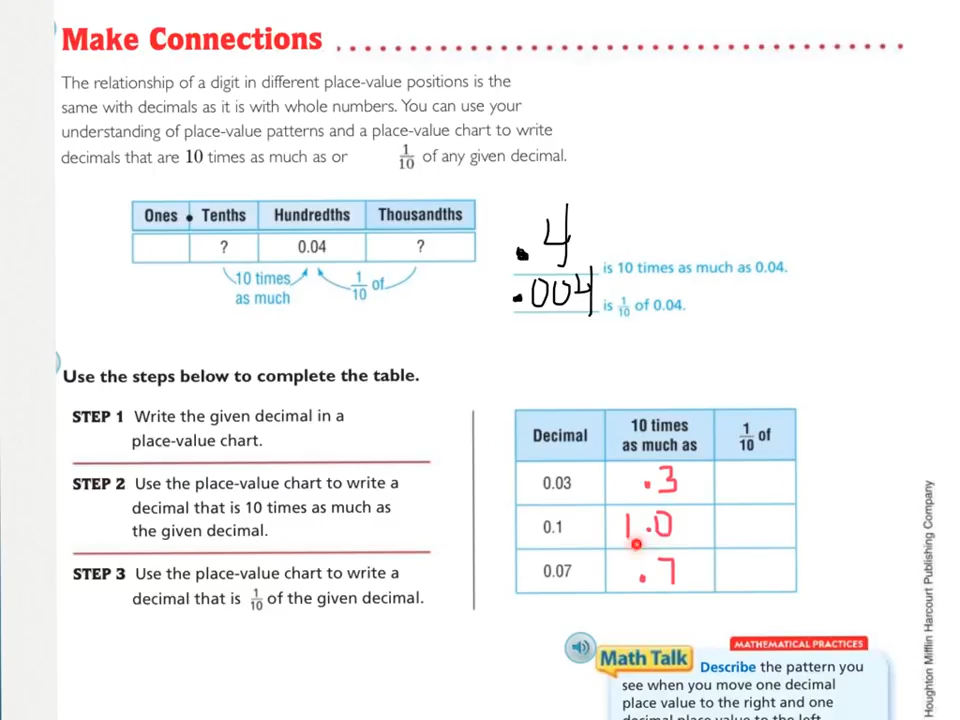 Make Connections
The relationship of a digit in different place-value positions is the
same with decimals as it is with whole numbers. You can use your
understanding of place-value patterns and a place-value chart to write
decimals that are 10 times as much as or 1/10 of any given decimal.
Ones . Tenths Hundredths Thousandths
? 0.04 ?
10 times as much
1/10 of
.4 is 10 times as much as 0.04.
.004 is 1/10 of 0.04.
Use the steps below to complete the table.
STEP 1 Write the given decimal in a
place-value chart.
STEP 2 Use the place-value chart to write a
decimal that is 10 times as much as
the given decimal.
STEP 3 Use the place-value chart to write a
decimal that is 1/10 of the given decimal.
Decimal 10 times as much as 1/10 of
0.03 .3
0.1 1.0
0.07 .7
MATHEMATICAL PRACTICES
Math Talk
Describe the pattern you
see when you move one decimal
place value to the right and one
decimal place value to the left.
Houghton Mifflin Harcourt Publishing Company